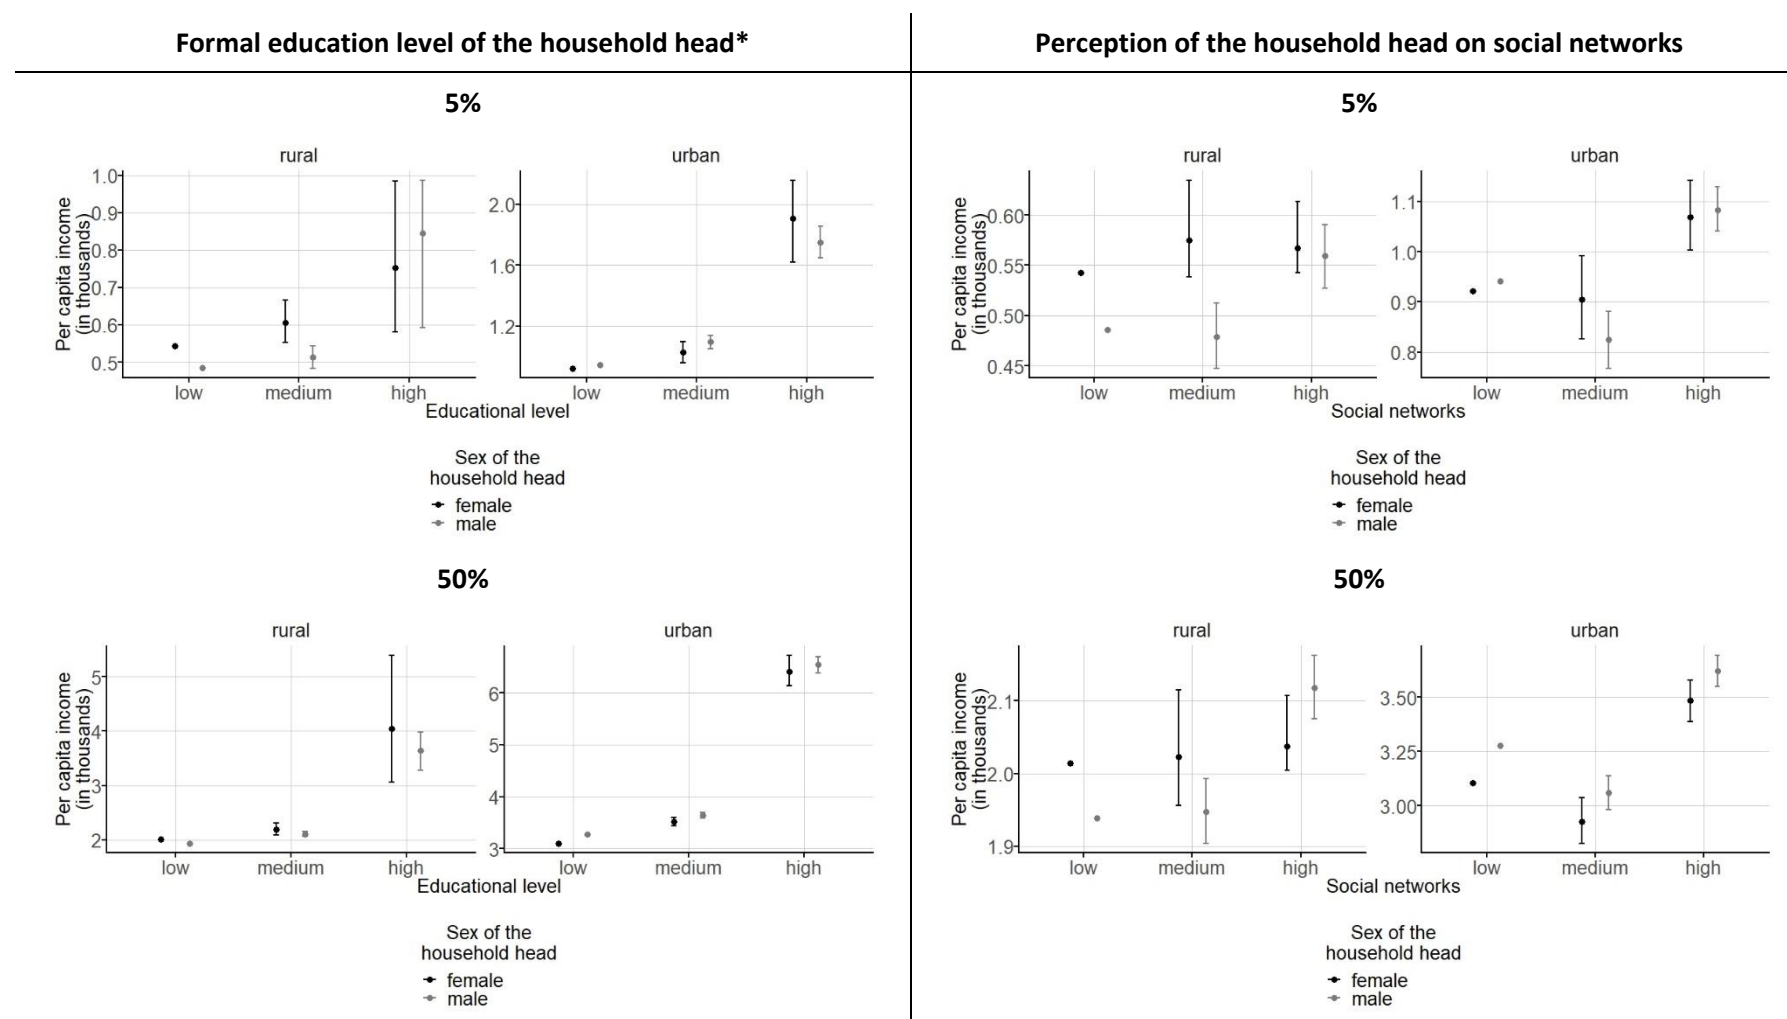 Formal education level of the household head*
5%
rural
urban
Per capita income
(in thousands)
1.0
0.9
0.8
0.7
0.6
0.5
2.0
1.6
1.2
low medium high
low medium high
Educational level
Sex of the
household head
female
male
50%
rural
urban
Per capita income
(in thousands)
5
4
3
2
6
5
4
3
low medium high
low medium high
Educational level
Sex of the
household head
female
male
Perception of the household head on social networks
5%
rural
urban
Per capita income
(in thousands)
0.60
0.55
0.50
0.45
1.1
1.0
0.9
0.8
low medium high
low medium high
Social networks
Sex of the
household head
female
male
50%
rural
urban
Per capita income
(in thousands)
2.1
2.0
1.9
3.50
3.25
3.00
low medium high
low medium high
Social networks
Sex of the
household head
female
male